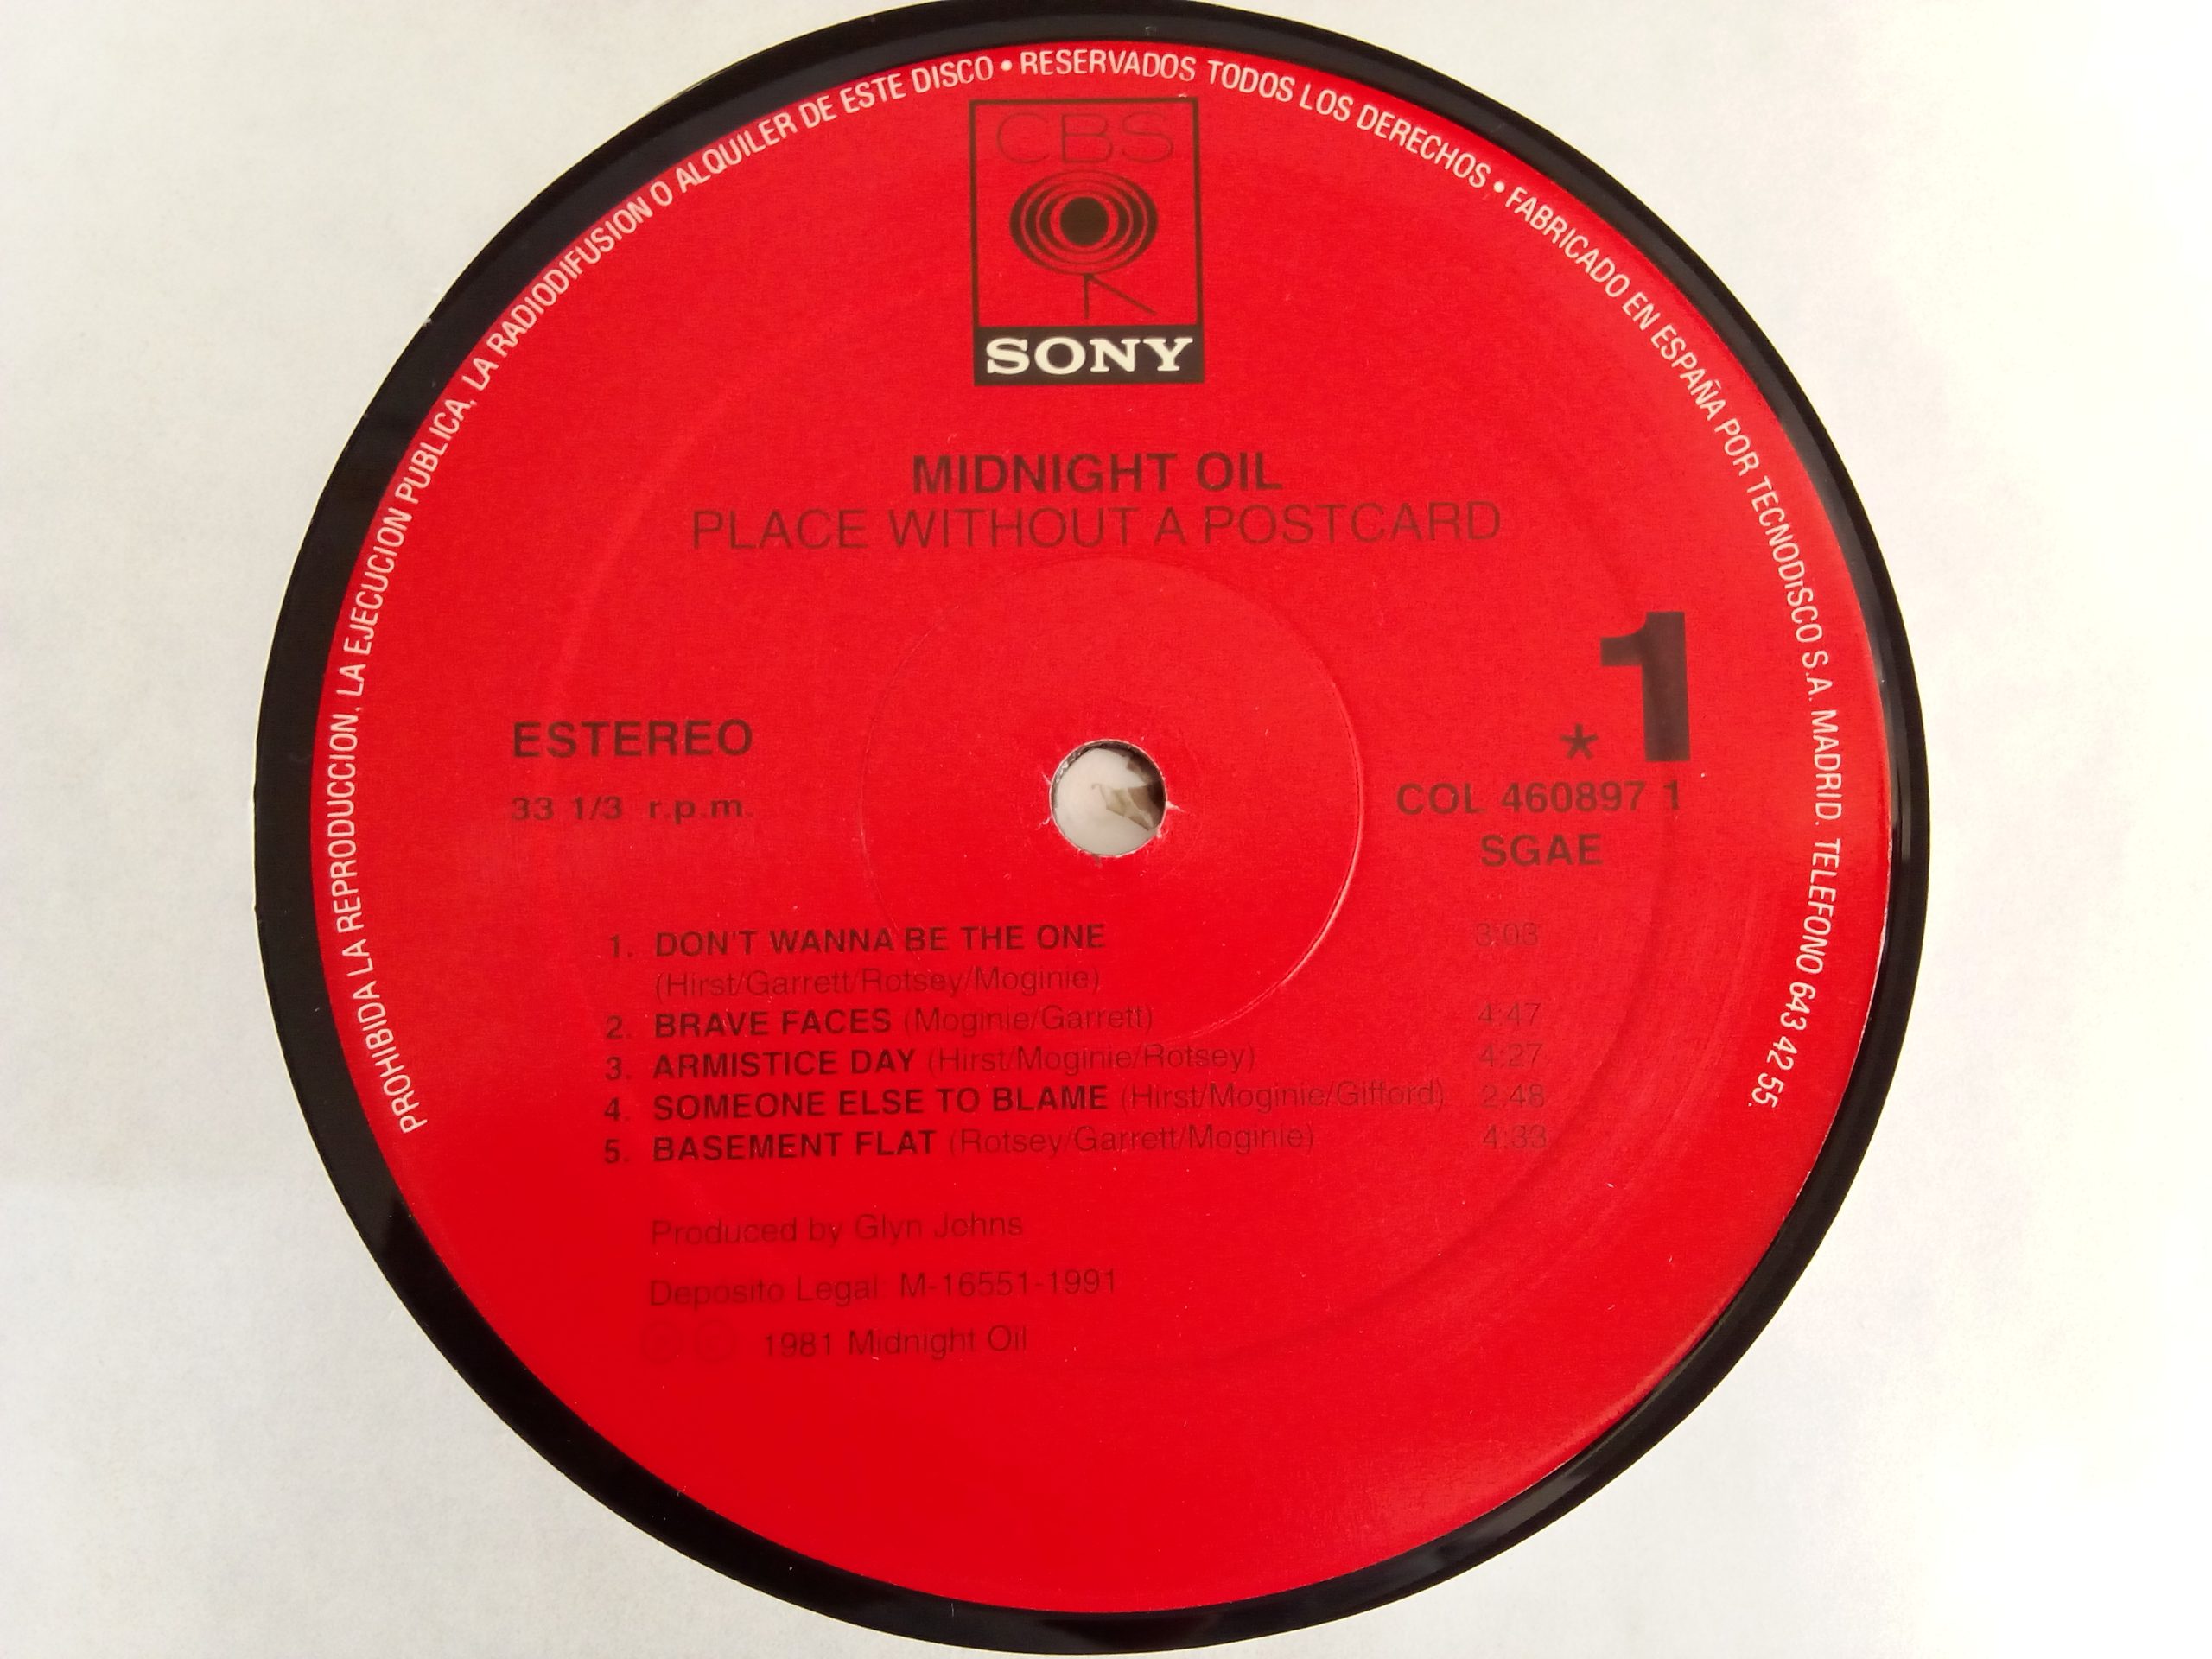 PROHIBIDA LA REPRODUCCION, LA EJECUCION PUBLICA, LA RADIODIFUSION O ALQUILER DE ESTE DISCO • RESERVADOS TODOS LOS DERECHOS • FABRICADO EN ESPAÑA POR TECNODISCO S.A. MADRID. TELEFONO 643 42 55.
CBS
SONY
MIDNIGHT OIL
PLACE WITHOUT A POSTCARD
1
ESTEREO
*
33 1/3 r.p.m.
COL 460897 1
SGAE
1. DON'T WANNA BE THE ONE 3:03
(Hirst/Garrett/Rotsey/Moginie)
2. BRAVE FACES (Moginie/Garrett) 4:47
3. ARMISTICE DAY (Hirst/Moginie/Rotsey) 4:27
4. SOMEONE ELSE TO BLAME (Hirst/Moginie/Gifford) 2,48
5. BASEMENT FLAT (Rotsey/Garrett/Moginie) 4:33
Produced by Glyn Johns
Deposito Legal: M-16551-1991
Ⓟ © 1981 Midnight Oil